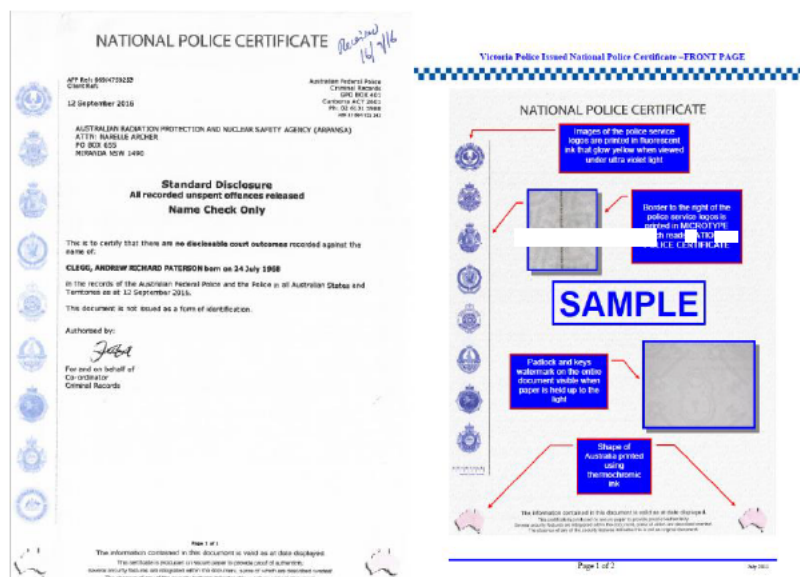 NATIONAL POLICE CERTIFICATE
Received
16/9/16
AFP Ref:
Client Ref:
12 September 2016
Australian Federal Police
Criminal Records
GPO BOX 401
Canberra ACT 2601
AUSTRALIAN RADIATION PROTECTION AND NUCLEAR SAFETY AGENCY (ARPANSA)
ATTN: NARELLE ARCHER
PO BOX 655
MIRANDA NSW 1490
Standard Disclosure
All recorded unspent offences released
Name Check Only
This is to certify that there are no disclosable court outcomes recorded against the
name of:
CLEGG, ANDREW RICHARD PATERSON born on 24 July 1968
in the records of the Australian Federal Police and the Police in all Australian States and
Territories as at 12 September 2016.
This document is not issued as a form of identification.
Authorised by:
For and on behalf of
Co-ordinator
Criminal Records
Page 1 of 1
The information contained in this document is valid as at date displayed.
Victoria Police Issued National Police Certificate –FRONT PAGE
NATIONAL POLICE CERTIFICATE
Images of the police service
logos are printed in fluorescent
ink that glow yellow when viewed
under ultra violet light
Border to the right of the
police service logos is
printed in MICROTYPE
POLICE CERTIFICATE
SAMPLE
Padlock and keys
watermark on the entire
document visible when
paper is held up to the
light
Shape of
Australia printed
using
thermochromic
ink
The information contained in this document is valid as at date displayed.
Page 1 of 2